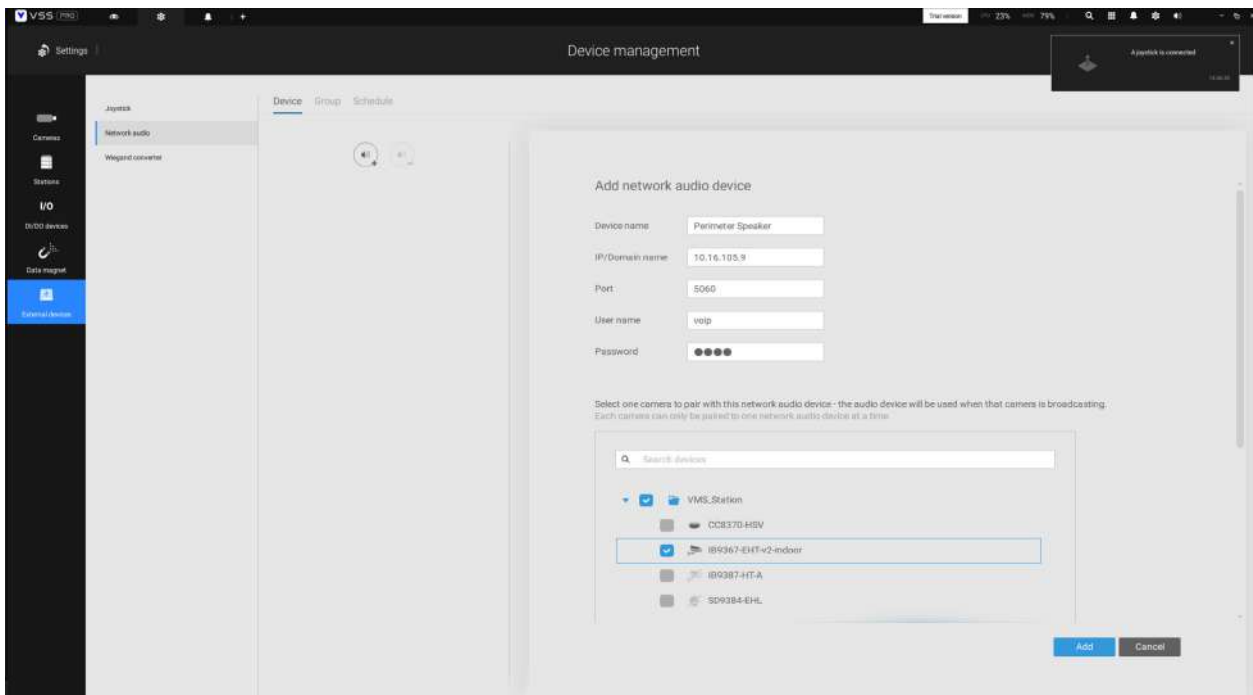 VSS PRO
Trial version
23%
79%
Settings
Device management
A joystick is connected
Cameras
Stations
I/O
DI/DO devices
Data magnet
External devices
Joystick
Network audio
Wiegand converter
Device Group Schedule
Add network audio device
Device name Perimeter Speaker
IP/Domain name 10.16.105.9
Port 5060
User name voip
Password
Select one camera to pair with this network audio device - the audio device will be used when that camera is broadcasting.
Each camera can only be paired to one network audio device at a time
Search devices
VMS_Station
CC8370-HSV
IB9367-EHT-v2-indoor
IB9387-HT-A
SD9384-EHL
Add Cancel